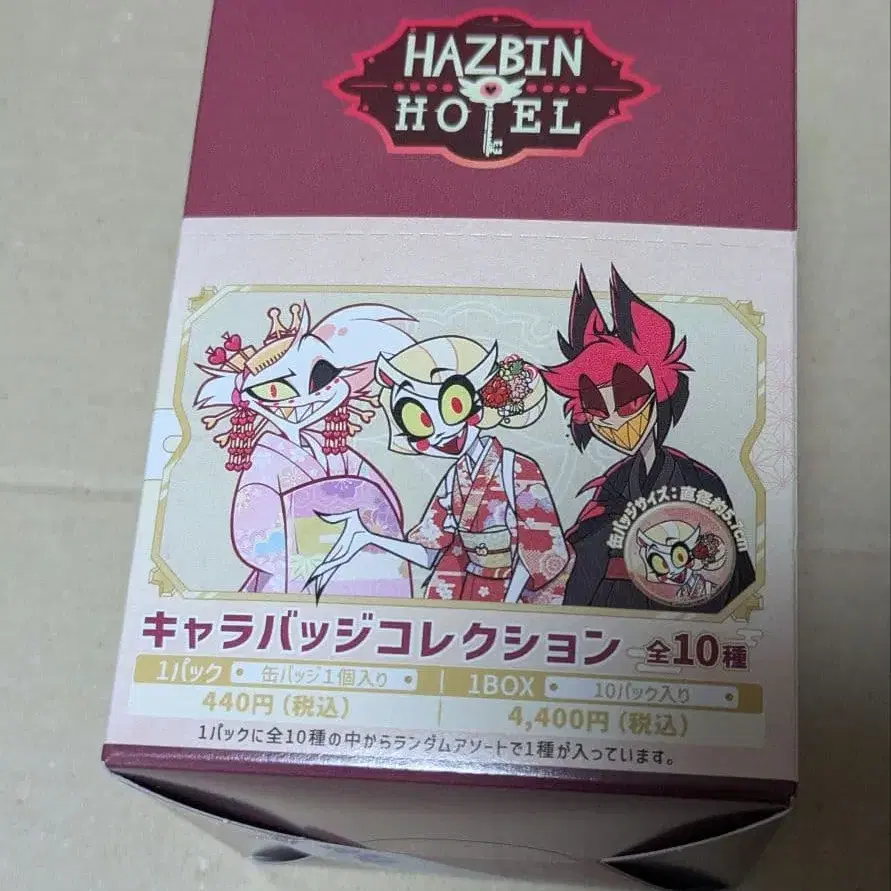 HAZBIN
HOTEL
缶バッジサイズ:直径約5.7cm
キャラバッジコレクション 全10種
1パック 缶バッジ1個入り 1BOX 10パック入り
440円(税込) 4,400円(税込)
1パックに全10種の中からランダムアソートで1種が入っています。